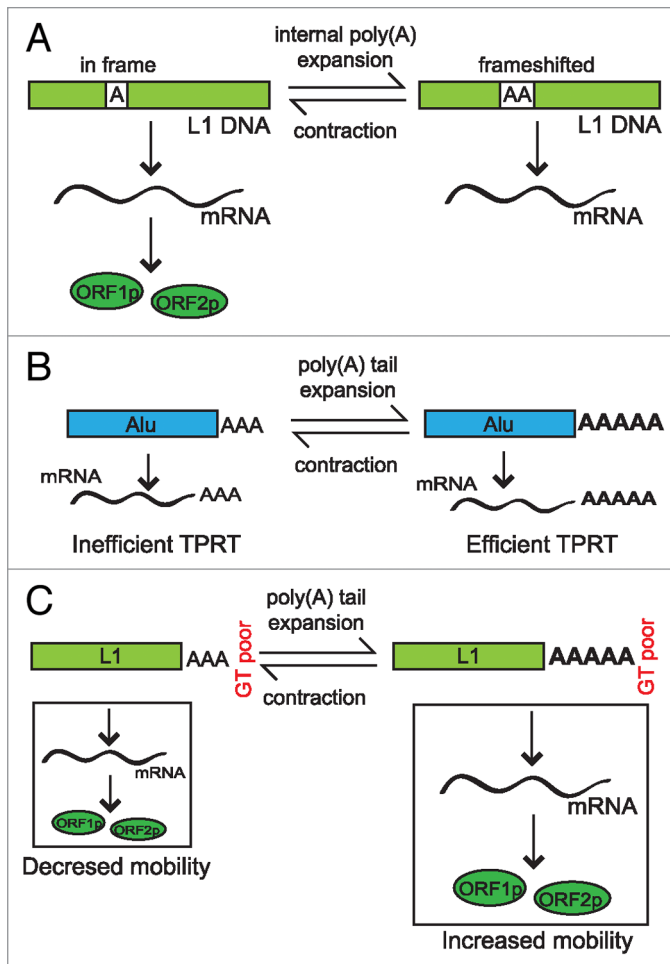 A
internal poly(A)
expansion
in frame
frameshifted
A
AA
L1 DNA
contraction
L1 DNA
mRNA
mRNA
ORF1p
ORF2p
B
poly(A) tail
expansion
Alu
AAA
Alu
AAAAA
contraction
mRNA
AAA
mRNA
AAAAA
Inefficient TPRT
Efficient TPRT
C
poly(A) tail
expansion
L1
AAA
GT poor
L1
AAAAA
GT poor
contraction
mRNA
ORF1p
ORF2p
Decresed mobility
mRNA
ORF1p
ORF2p
Increased mobility